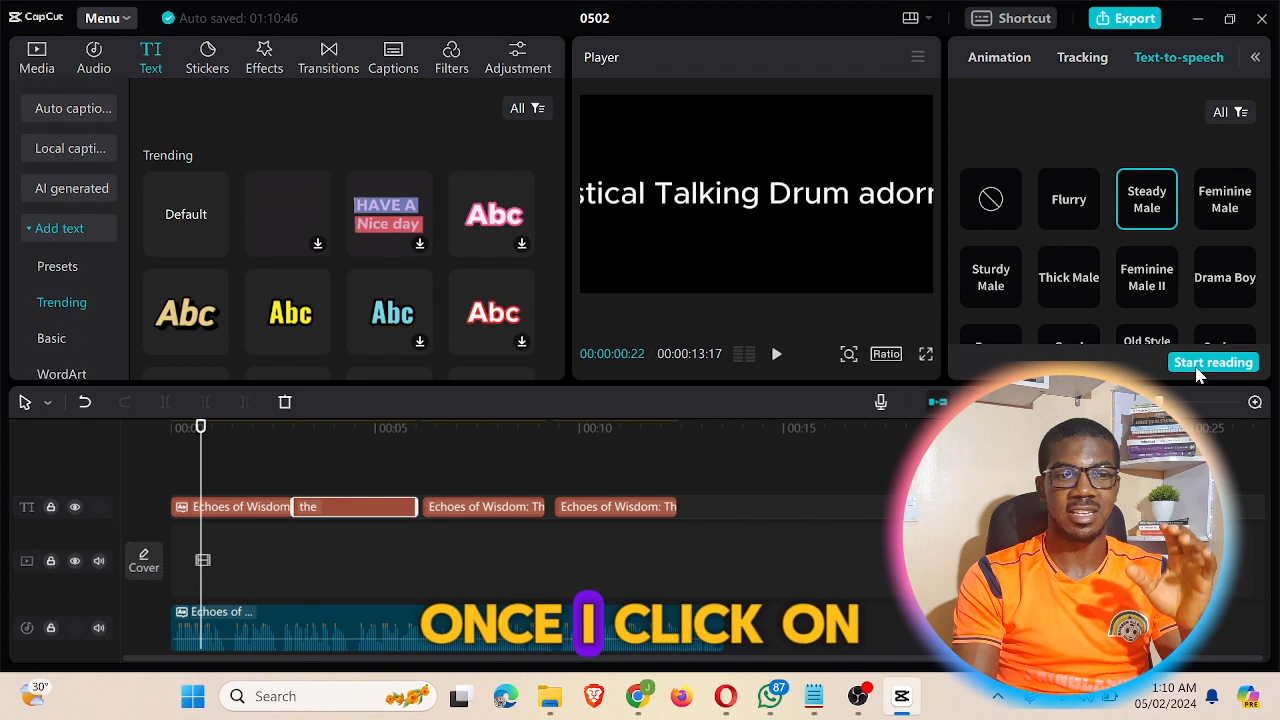 CapCut
Menu
Auto saved: 01:10:46
0502
Shortcut
Export
Media
Audio
TI
Text
Stickers
Effects
Transitions
Captions
Filters
Adjustment
Player
Animation
Tracking
Text-to-speech
Auto captio...
Local capti...
AI generated
Add text
Presets
Trending
Basic
WordArt
All
Trending
Default
HAVE A
Nice day
Abc
Abc
Abc
Abc
Abc
stical Talking Drum adorn
00:00:00:22
00:00:13:17
Ratio
All
Flurry
Steady
Male
Feminine
Male
Sturdy
Male
Thick Male
Feminine
Male II
Drama Boy
Old Style
Start reading
00:05
00:10
00:15
00:25
TI
Echoes of Wisdom
the
Echoes of Wisdom: Th
Echoes of Wisdom: Th
Cover
Echoes of ...
ONCE I CLICK ON
30°
Search
J
87
1:10 AM
05/02/2024
PRE